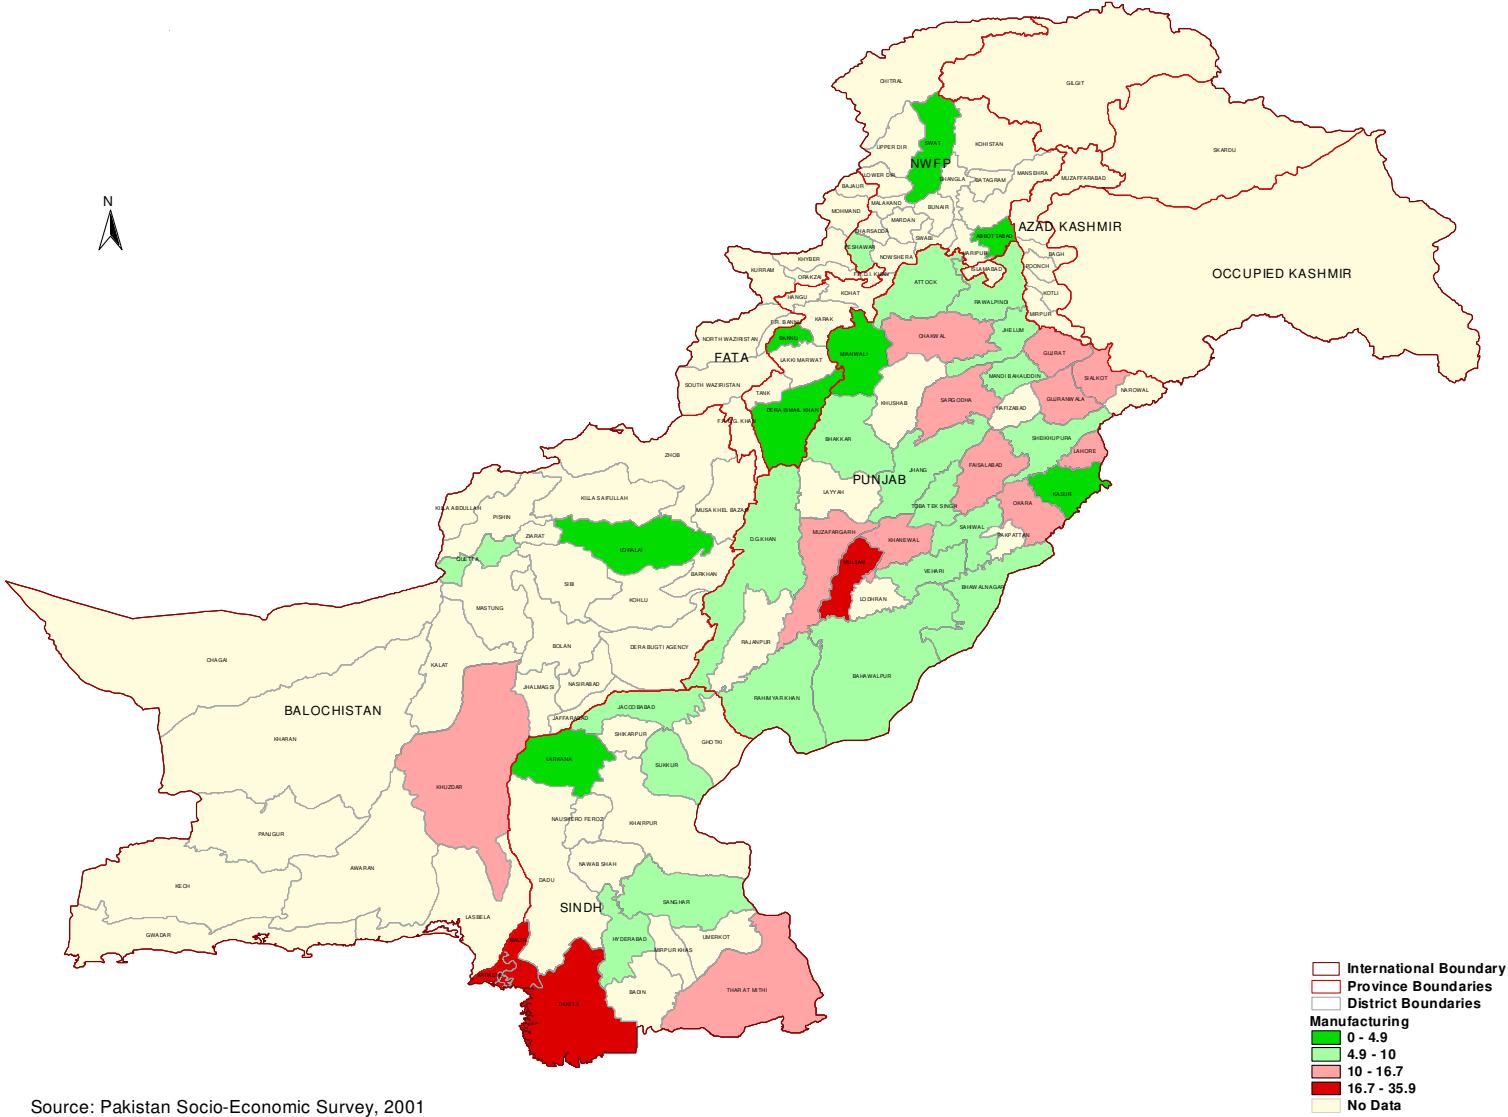 CHITRAL
GILGIT
SKARDU
UPPER DIR
SWAT
KOHISTAN
NWFP
LOWER DIR
SHANGLA
BATAGRAM
MANSEHRA
MUZAFFARABAD
BAJAUR
MALAKAND
BUNAIR
MOHMAND
MARDAN
CHARSADDA
SWABI
ABBOTTABAD
AZAD KASHMIR
PESHAWAR
NOWSHERA
HARIPUR
BAGH
KHYBER
KURRAM
ORAKZAI
ISLAMABAD
POONCH
OCCUPIED KASHMIR
ATTOCK
HANGU
KOHAT
RAWALPINDI
KOTLI
MIRPUR
N
F.R. BANNU
KARAK
BANNU
CHAKWAL
JHELUM
NORTH WAZIRISTAN
MIANWALI
GUJRAT
FATA
LAKKI MARWAT
SOUTH WAZIRISTAN
MANDI BAHAUDDIN
SIALKOT
NAROWAL
TANK
KHUSHAB
SARGODHA
HAFIZABAD
GUJRANWALA
DERA ISMAIL KHAN
BHAKKAR
SHEIKHUPURA
LAHORE
ZHOB
JHANG
FAISALABAD
PUNJAB
KILLA SAIFULLAH
LAYYAH
KASUR
KILLA ABDULLAH
PISHIN
MUSA KHEL BAZAR
TOBA TEK SINGH
OKARA
ZIARAT
LORALAI
D.G.KHAN
MUZAFARGARH
KHANEWAL
SAHIWAL
PAKPATTAN
QUETTA
MULTAN
BARKHAN
VEHARI
SIBI
BHAWALNAGAR
KOHLU
LODHRAN
MASTUNG
BOLAN
DERA BUGTI AGENCY
RAJANPUR
CHAGAI
KALAT
BAHAWALPUR
JHALMAGSI
NASIRABAD
RAHIMYAR KHAN
BALOCHISTAN
JACOBABAD
JAFFARABAD
SHIKARPUR
GHOTKI
KHARAN
LARKANA
SUKKUR
KHUZDAR
NAUSHERO FEROZ
KHAIRPUR
PANJGUR
AWARAN
NAWAB SHAH
KECH
DADU
SANGHAR
SINDH
LASBELA
GWADAR
HYDERABAD
UMERKOT
MIRPUR KHAS
BADIN
THAR AT MITHI
THATTA
International Boundary
Province Boundaries
District Boundaries
Manufacturing
0 - 4.9
4.9 - 10
10 - 16.7
16.7 - 35.9
No Data
Source: Pakistan Socio-Economic Survey, 2001